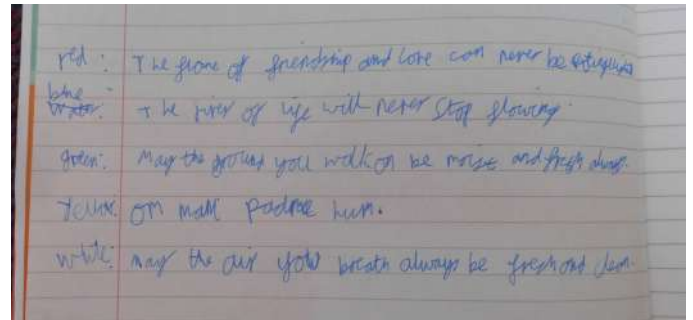 red: The flame of friendship and love can never be extinguished
blue: The river of life will never stop flowing.
green: May the ground you walk on be moist and fresh always.
Yellow: Om mani padme hum.
white: may the air you breath always be fresh and clean.